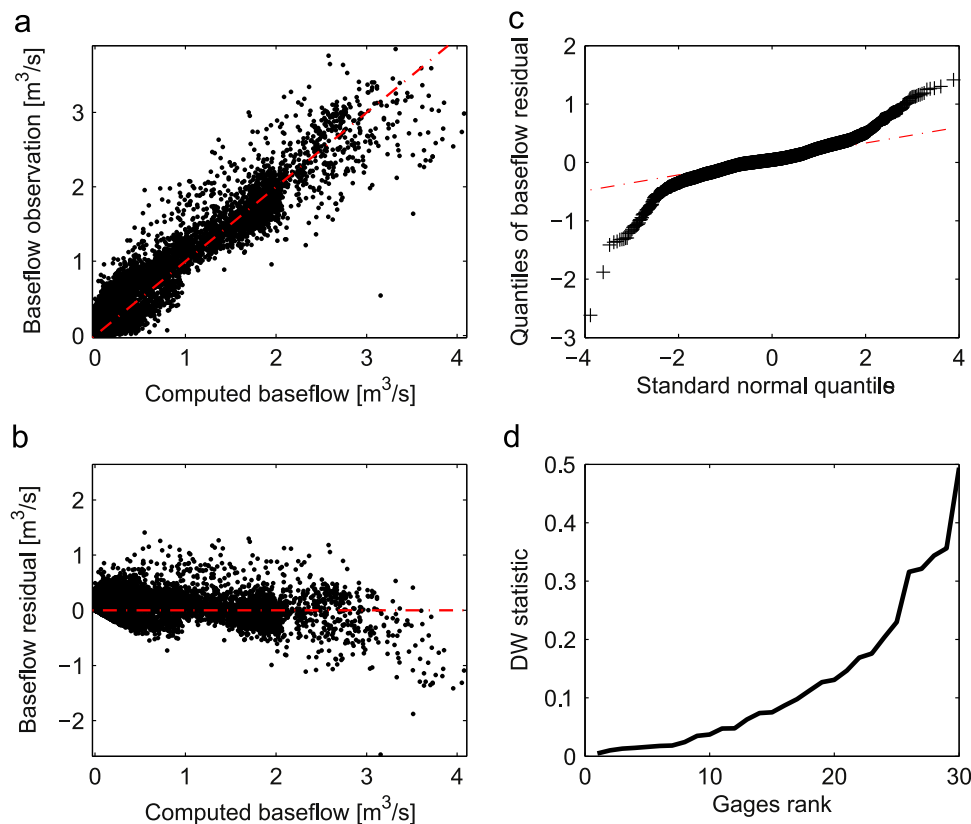 a
Baseflow observation [m³/s]
3
2
1
0
0 1 2 3 4
Computed baseflow [m³/s]
b
Baseflow residual [m³/s]
2
1
0
−1
−2
0 1 2 3 4
Computed baseflow [m³/s]
c
Quantiles of baseflow residual
2
1
0
−1
−2
−3
−4 −2 0 2 4
Standard normal quantile
d
DW statistic
0.5
0.4
0.3
0.2
0.1
0
0 10 20 30
Gages rank